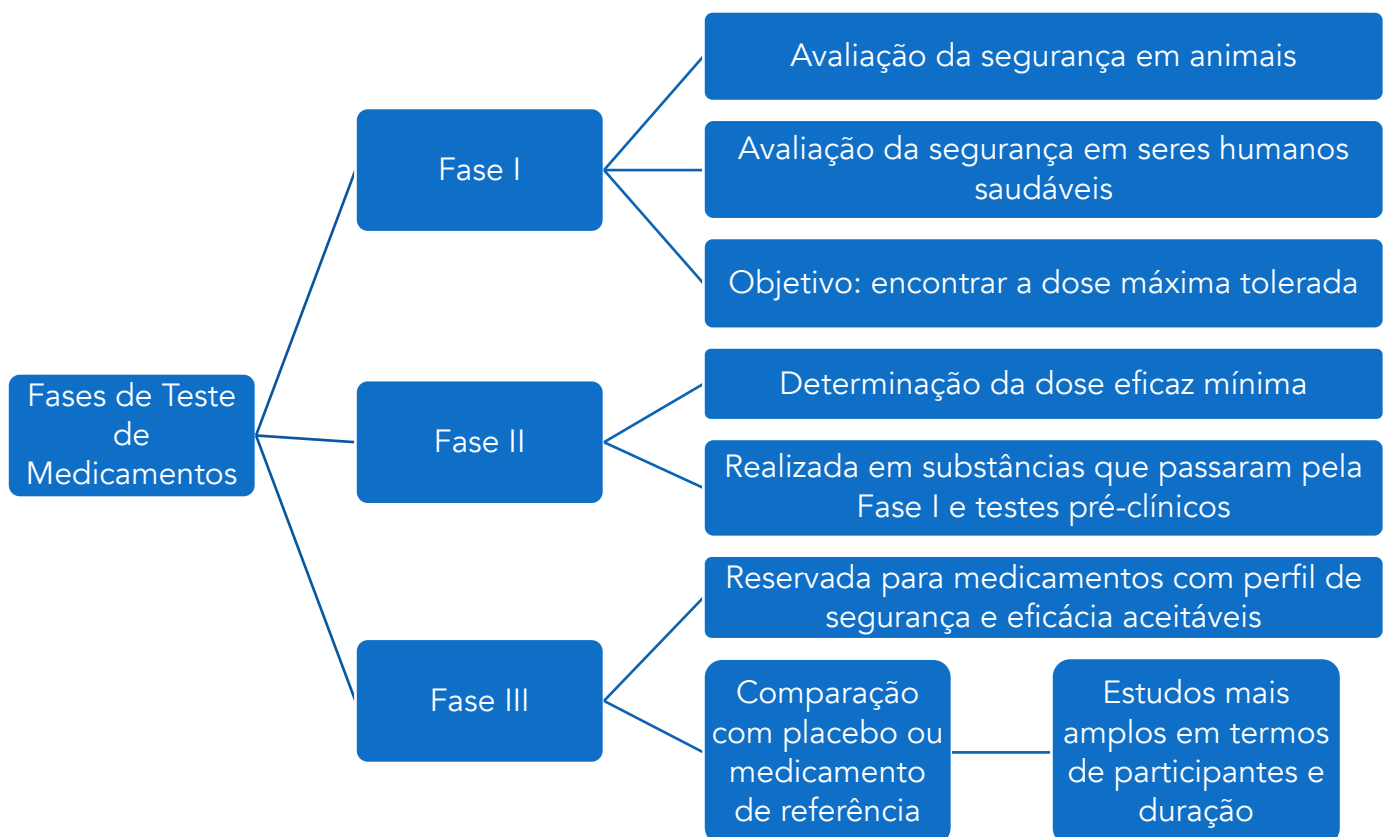 Fases de Teste
de
Medicamentos
Fase I
Avaliação da segurança em animais
Avaliação da segurança em seres humanos
saudáveis
Objetivo: encontrar a dose máxima tolerada
Fase II
Determinação da dose eficaz mínima
Realizada em substâncias que passaram pela
Fase I e testes pré-clínicos
Fase III
Reservada para medicamentos com perfil de
segurança e eficácia aceitáveis
Comparação
com placebo ou
medicamento
de referência
Estudos mais
amplos em termos
de participantes e
duração